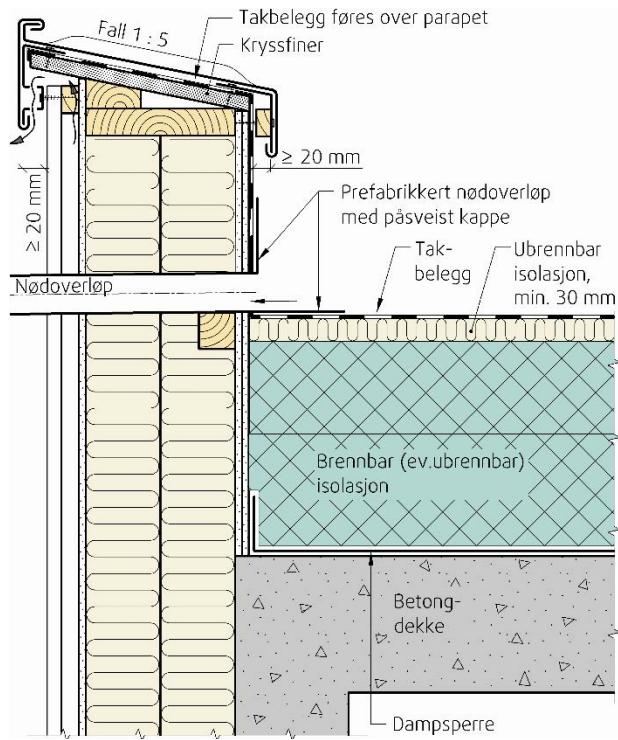 Takbelegg føres over parapet
Fall 1 : 5
Kryssfiner
≥ 20 mm
≥ 20 mm
Prefabrikkert nødoverløp
med påsveist kappe
Tak-
belegg
Ubrennbar
isolasjon,
min. 30 mm
Nødoverløp
Brennbar (ev.ubrennbar)
isolasjon
Betong-
dekke
Dampsperre